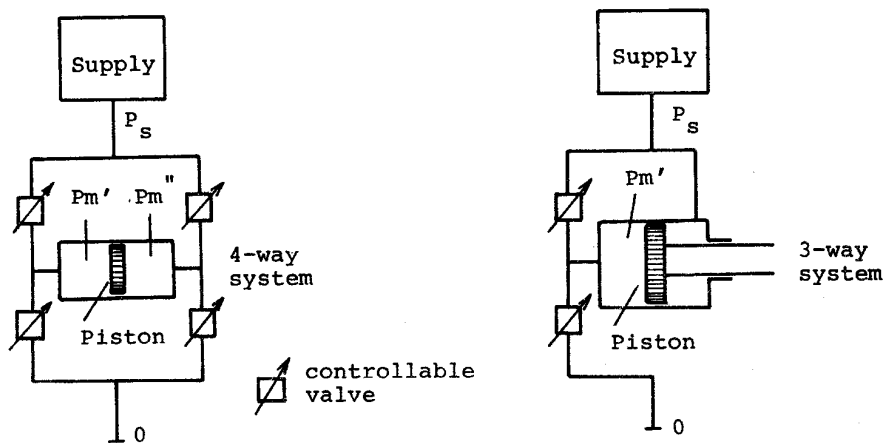 Supply
P_s
Pm' Pm"
4-way
system
Piston
controllable
valve
0
Supply
P_s
Pm'
3-way
system
Piston
0